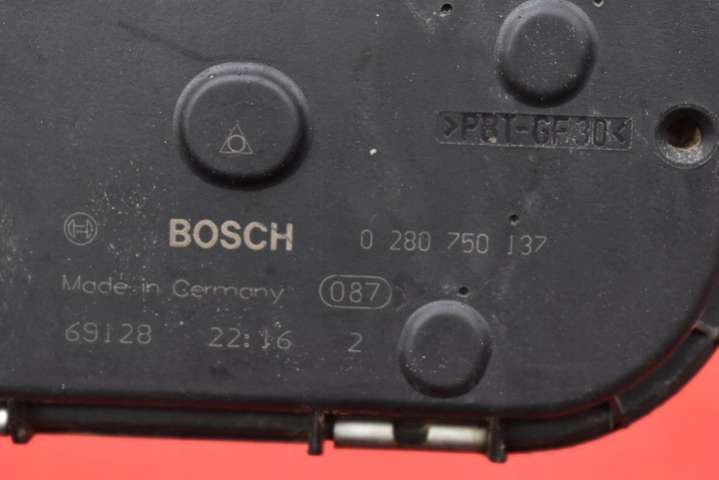 >PBT-GF30<
BOSCH 0 280 750 137
Made in Germany 087
69128 22:16 2